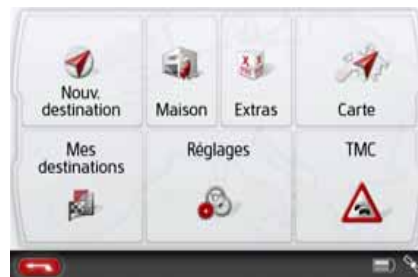 Nouv.
destination
Maison
Extras
Carte
Mes
destinations
Réglages
TMC